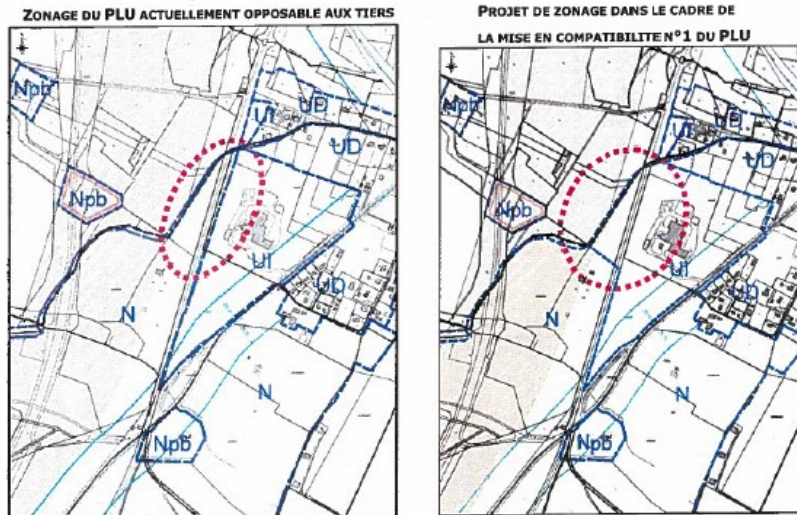 ZONAGE DU PLU ACTUELLEMENT OPPOSABLE AUX TIERS
Npb
UI
UD
UD
Npb
UI
UD
N
N
Npb
PROJET DE ZONAGE DANS LE CADRE DE
LA MISE EN COMPATIBILITE N°1 DU PLU
UI
UD
UD
Npb
UI
UD
N
N
Npb